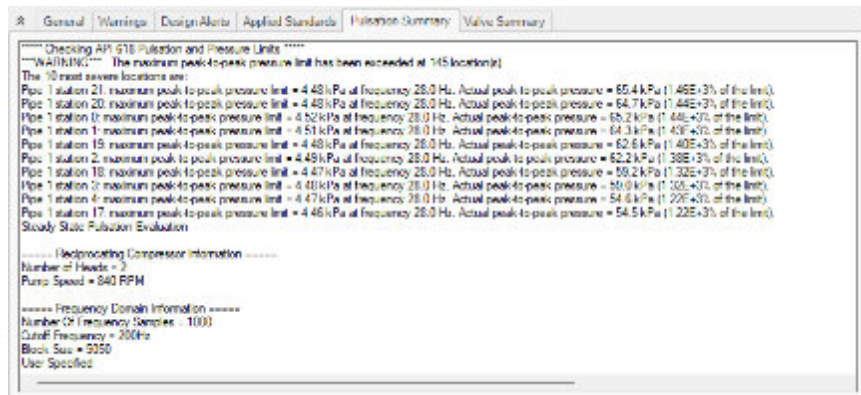 General Warnings Design Alerts Applied Standards Pulsation Summary Valve Summary
***** Checking API 618 Pulsation and Pressure Limits *****
***WARNING*** The maximum peak-to-peak pressure limit has been exceeded at 145 location(s)
The 10 most severe locations are:
Pipe 1 station 21: maximum peak-to-peak pressure limit = 4.48 kPa at frequency 28.0 Hz. Actual peak-to-peak pressure = 65.4 kPa (1.46E+3% of the limit).
Pipe 1 station 20: maximum peak-to-peak pressure limit = 4.48 kPa at frequency 28.0 Hz. Actual peak-to-peak pressure = 64.7 kPa (1.44E+3% of the limit).
Pipe 1 station 0: maximum peak-to-peak pressure limit = 4.52 kPa at frequency 28.0 Hz. Actual peak-to-peak pressure = 65.2 kPa (1.44E+3% of the limit).
Pipe 1 station 1: maximum peak-to-peak pressure limit = 4.51 kPa at frequency 28.0 Hz. Actual peak-to-peak pressure = 64.3 kPa (1.43E+3% of the limit).
Pipe 1 station 19: maximum peak-to-peak pressure limit = 4.48 kPa at frequency 28.0 Hz. Actual peak-to-peak pressure = 62.6 kPa (1.40E+3% of the limit).
Pipe 1 station 2: maximum peak-to-peak pressure limit = 4.49 kPa at frequency 28.0 Hz. Actual peak-to-peak pressure = 62.2 kPa (1.38E+3% of the limit).
Pipe 1 station 18: maximum peak-to-peak pressure limit = 4.47 kPa at frequency 28.0 Hz. Actual peak-to-peak pressure = 59.2 kPa (1.32E+3% of the limit).
Pipe 1 station 3: maximum peak-to-peak pressure limit = 4.48 kPa at frequency 28.0 Hz. Actual peak-to-peak pressure = (1.32E+3% of the limit).
Pipe 1 station 4: maximum peak-to-peak pressure limit = 4.47 kPa at frequency 28.0 Hz. Actual peak-to-peak pressure = 54.6 kPa (1.22E+3% of the limit).
Pipe 1 station 17: maximum peak-to-peak pressure limit = 4.46 kPa at frequency 28.0 Hz. Actual peak-to-peak pressure = 54.5 kPa (1.22E+3% of the limit).
Steady State Pulsation Evaluation
===== Reciprocating Compressor Information =====
Number of Heads = 2
Pump Speed = 840 RPM
===== Frequency Domain Information =====
Number Of Frequency Samples = 1000
Cutoff Frequency = 200Hz
Block Size = 5050
User Specified